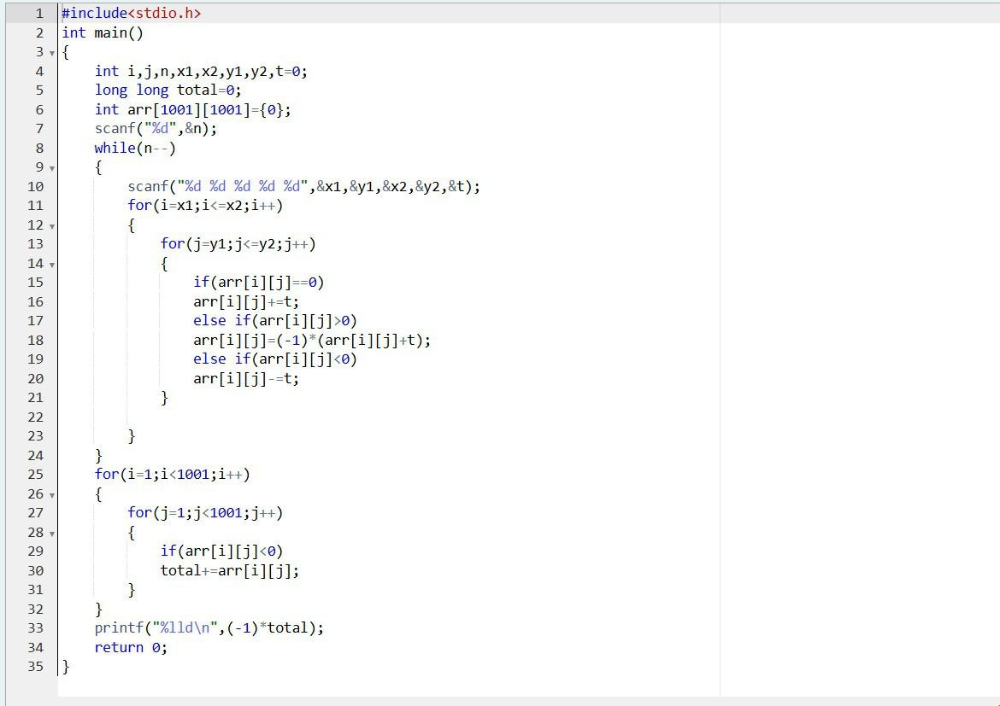 1 #include<stdio.h>
2 int main()
3 {
4 int i,j,n,x1,x2,y1,y2,t=0;
5 long long total=0;
6 int arr[1001][1001]={0};
7 scanf("%d",&n);
8 while(n--)
9 {
10 scanf("%d %d %d %d %d",&x1,&y1,&x2,&y2,&t);
11 for(i=x1;i<=x2;i++)
12 {
13 for(j=y1;j<=y2;j++)
14 {
15 if(arr[i][j]==0)
16 arr[i][j]+=t;
17 else if(arr[i][j]>0)
18 arr[i][j]=(-1)*(arr[i][j]+t);
19 else if(arr[i][j]<0)
20 arr[i][j]-=t;
21 }
22
23 }
24 }
25 for(i=1;i<1001;i++)
26 {
27 for(j=1;j<1001;j++)
28 {
29 if(arr[i][j]<0)
30 total+=arr[i][j];
31 }
32 }
33 printf("%lld\n",(-1)*total);
34 return 0;
35 }